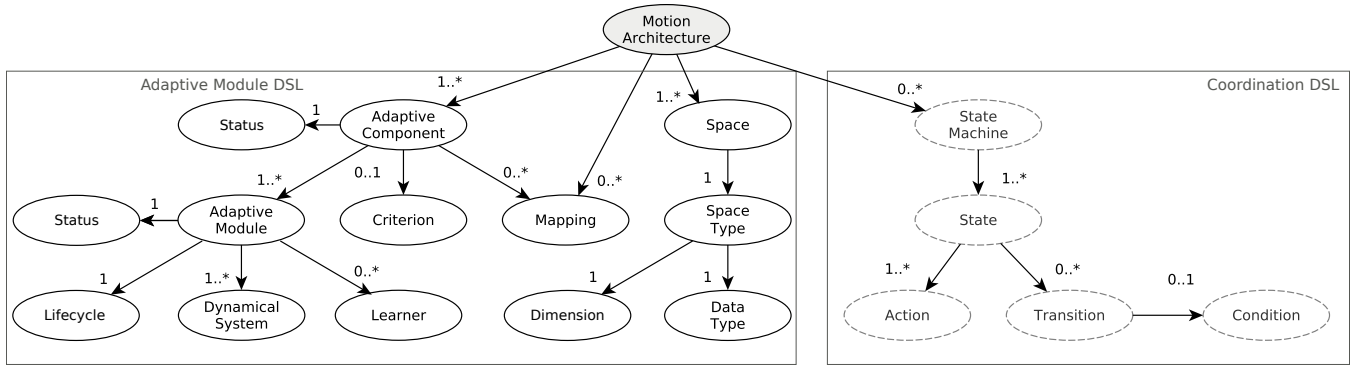 Motion
Architecture
Adaptive Module DSL
Coordination DSL
1..*
1..*
0..*
Status
1
Adaptive
Component
Space
State
Machine
1..*
0..1
0..*
0..*
1
1..*
Status
1
Adaptive
Module
Criterion
Mapping
Space
Type
State
1
1..*
0..*
1
1
1..*
0..*
0..1
Lifecycle
Dynamical
System
Learner
Dimension
Data
Type
Action
Transition
Condition